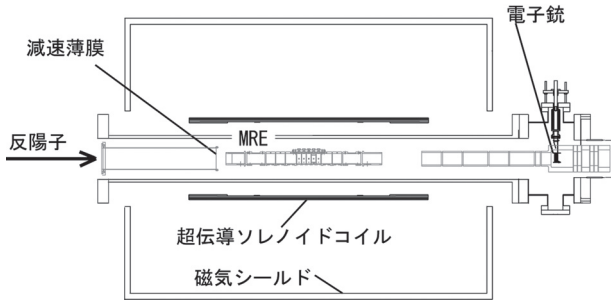 電子銃
減速薄膜
MRE
反陽子
超伝導ソレノイドコイル
磁気シールド